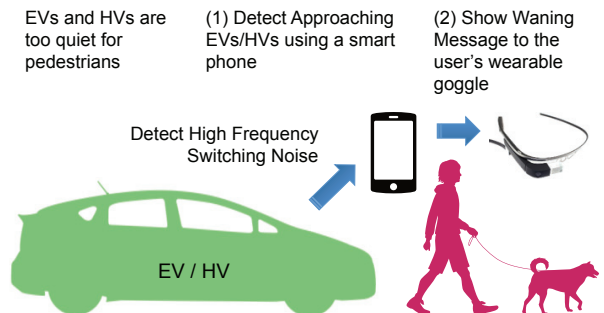 EVs and HVs are
too quiet for
pedestrians
(1) Detect Approaching
EVs/HVs using a smart
phone
(2) Show Waning
Message to the
user's wearable
goggle
Detect High Frequency
Switching Noise
EV / HV